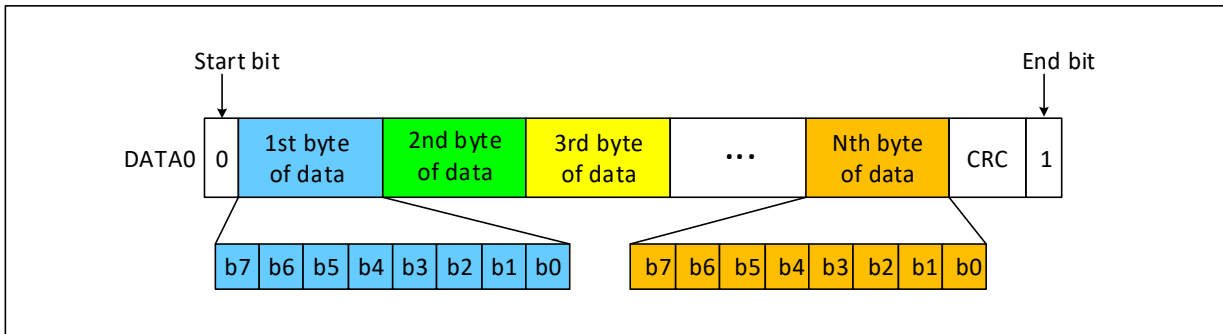 Start bit
End bit
DATA0
0
1st byte
of data
2nd byte
of data
3rd byte
of data
...
Nth byte
of data
CRC
1
b7 b6 b5 b4 b3 b2 b1 b0
b7 b6 b5 b4 b3 b2 b1 b0